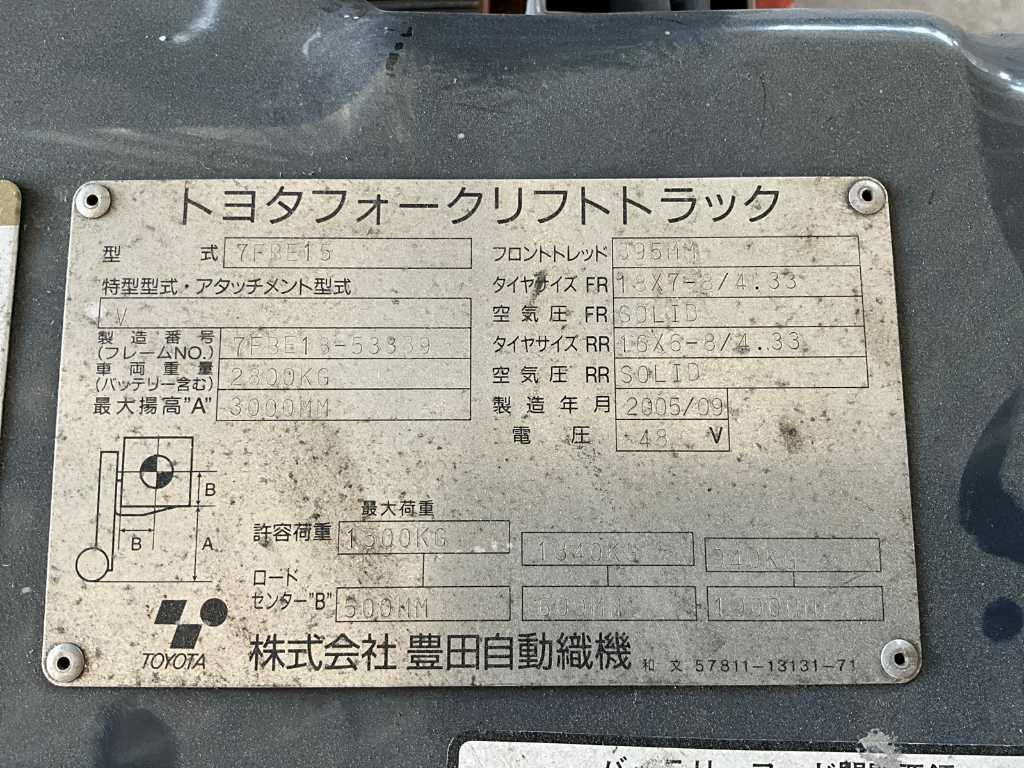 トヨタフォークリフトトラック
型 式 7FBE15
特型型式・アタッチメント型式
V
製造番号
(フレームNO.)
車両重量
(バッテリー含む)
最大揚高"A" 3000MM
フロントトレッド 895MM
タイヤサイズ FR 18X7-8/4.33
空気圧 FR SOLID
タイヤサイズ RR 16X6-8/4.33
空気圧 RR SOLID
製造年月 2005/09
電圧 48 V
B
B
A
最大荷重
許容荷重
ロード
センター"B" 500MM 600MM
TOYOTA
株式会社 豊田自動織機 和文 57811-13131-71